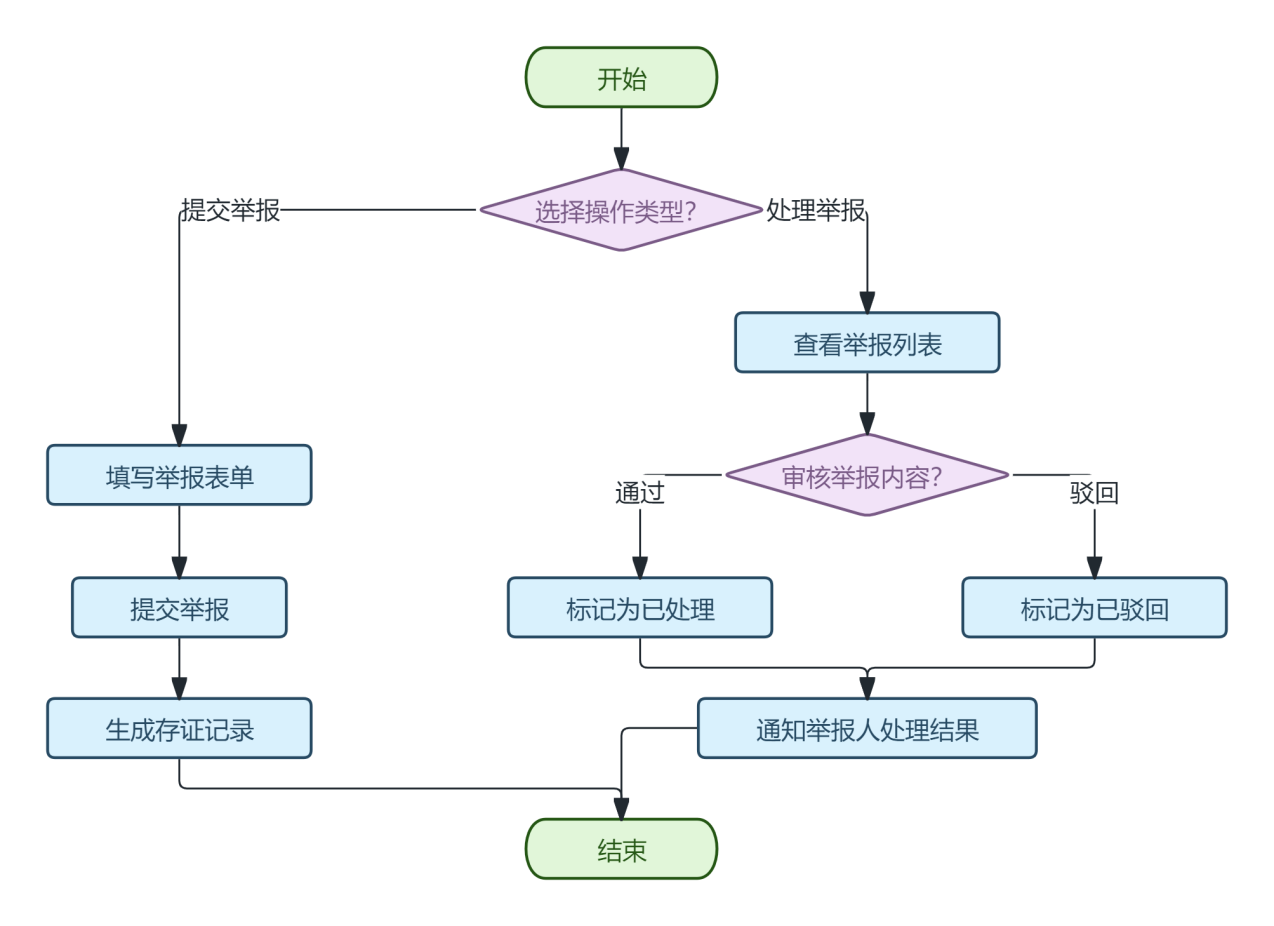 开始
选择操作类型?
提交举报
处理举报
查看举报列表
填写举报表单
审核举报内容?
通过
驳回
提交举报
标记为已处理
标记为已驳回
生成存证记录
通知举报人处理结果
结束